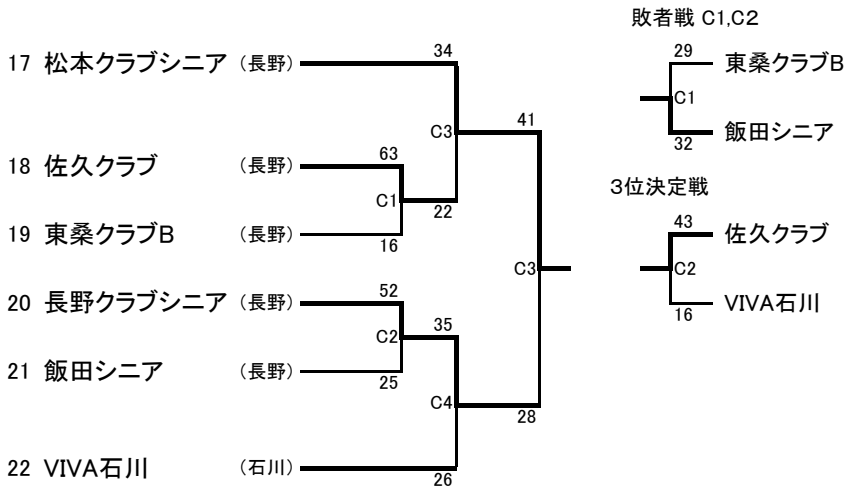 敗者戦 C1,C2
17 松本クラブシニア (長野)
34
C3
18 佐久クラブ (長野)
63
C1
22
19 東桑クラブB (長野)
16
41
C3
20 長野クラブシニア (長野)
52
C2
35
21 飯田シニア (長野)
25
C4
28
22 VIVA石川 (石川)
26
29
東桑クラブB
C1
飯田シニア
32
3位決定戦
43
佐久クラブ
C2
VIVA石川
16